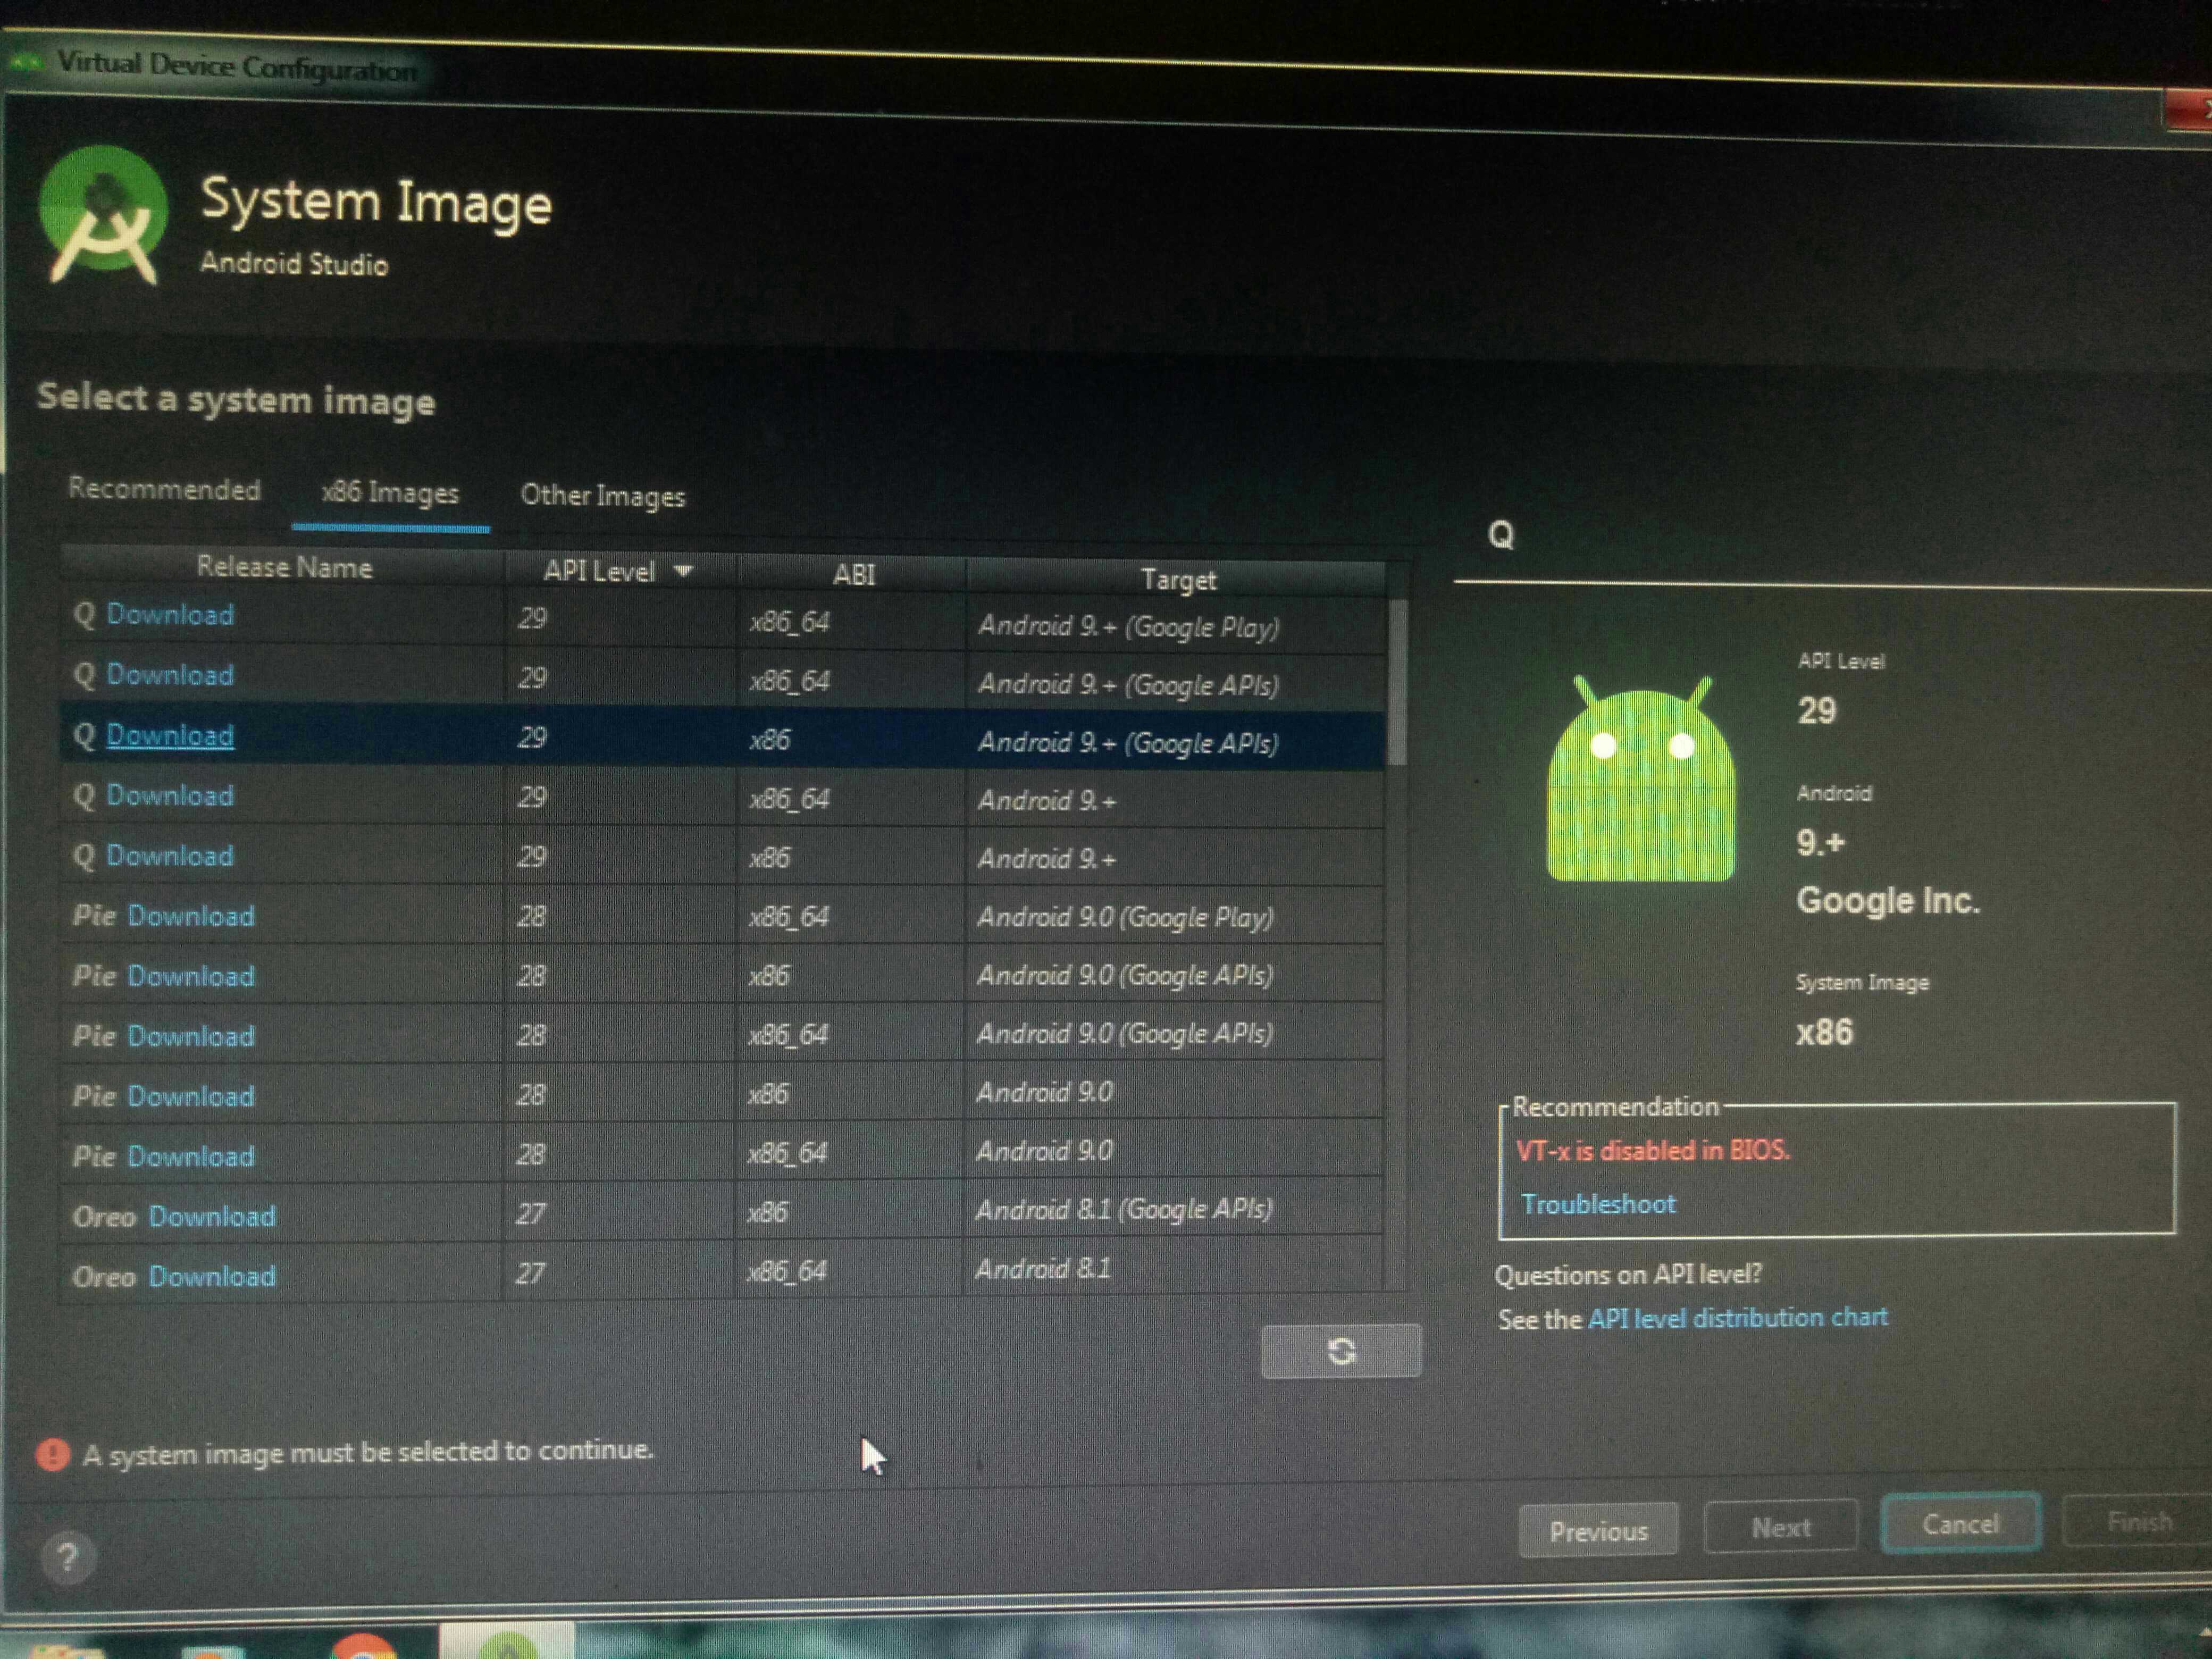 Virtual Device Configuration
System Image
Android Studio
Select a system image
Recommended x86 Images Other Images
Release Name API Level ABI Target
Q Download 29 x86_64 Android 9.+ (Google Play)
Q Download 29 x86_64 Android 9.+ (Google APIs)
Q Download 29 x86 Android 9.+ (Google APIs)
Q Download 29 x86_64 Android 9.+
Q Download 29 x86 Android 9.+
Pie Download 28 x86_64 Android 9.0 (Google Play)
Pie Download 28 x86 Android 9.0 (Google APIs)
Pie Download 28 x86_64 Android 9.0 (Google APIs)
Pie Download 28 x86 Android 9.0
Pie Download 28 x86_64 Android 9.0
Oreo Download 27 x86 Android 8.1 (Google APIs)
Oreo Download 27 x86_64 Android 8.1
Q
API Level
29
Android
9.+
Google Inc.
System Image
x86
Recommendation
VT-x is disabled in BIOS.
Troubleshoot
Questions on API level?
See the API level distribution chart
A system image must be selected to continue.
? Previous Next Cancel Finish